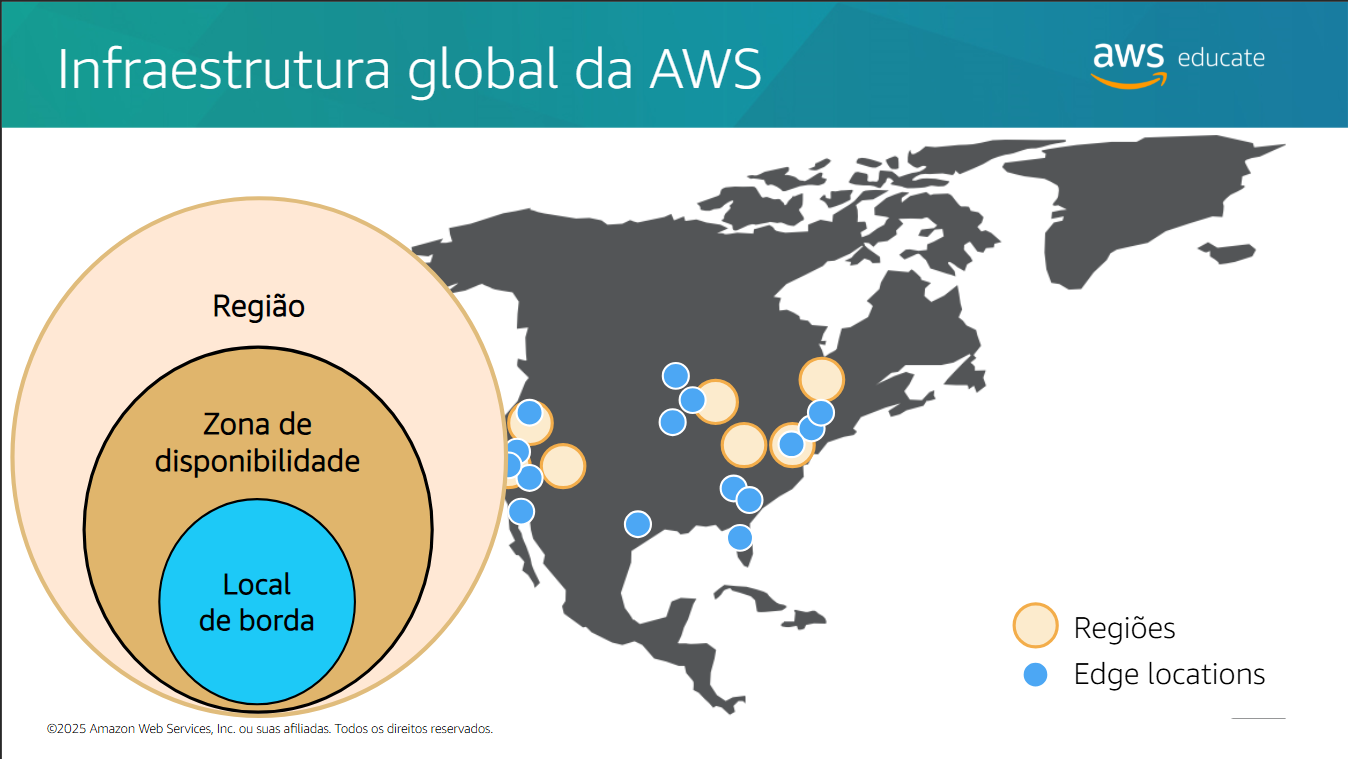 Infraestrutura global da AWS
aws educate
Região
Zona de
disponibilidade
Local
de borda
Regiões
Edge locations
©2025 Amazon Web Services, Inc. ou suas afiliadas. Todos os direitos reservados.